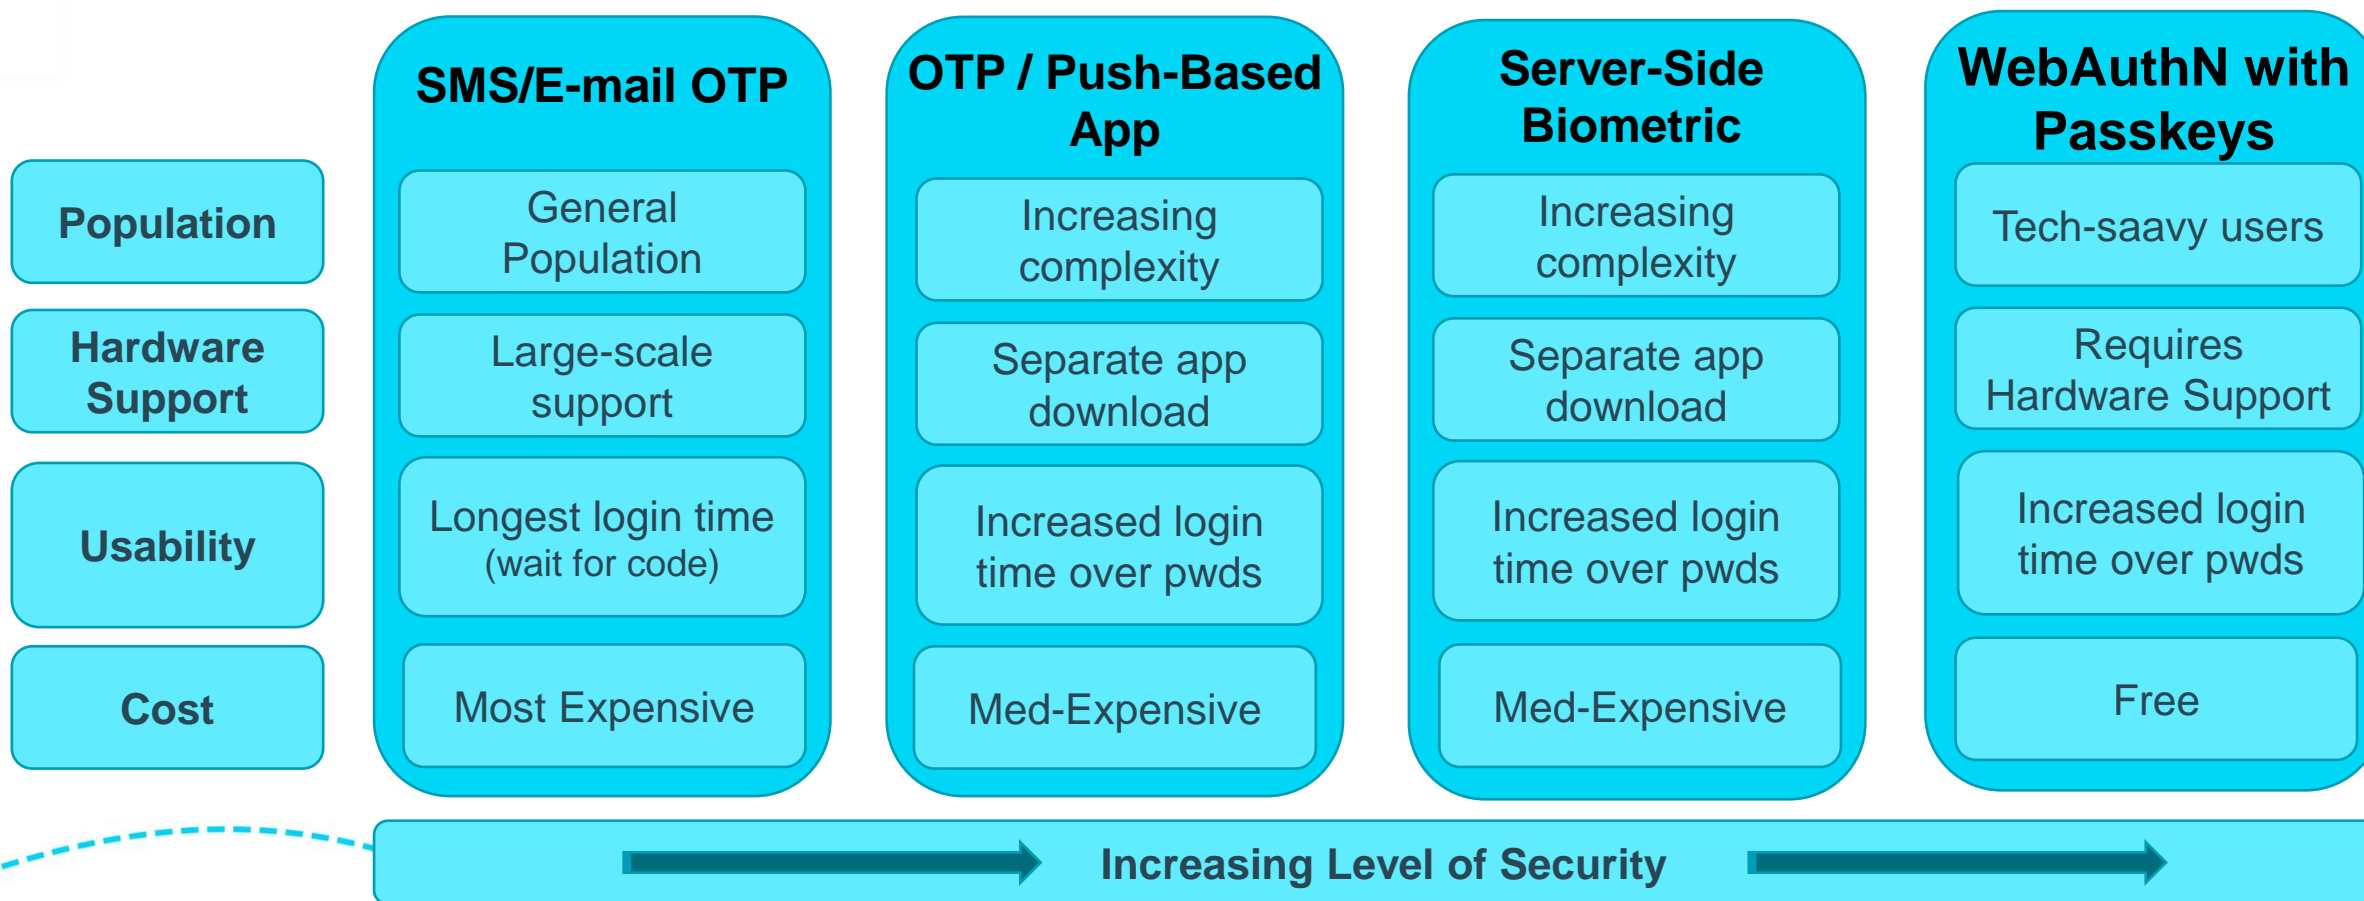 SMS/E-mail OTP
OTP / Push-Based
App
Server-Side
Biometric
WebAuthN with
Passkeys
Population
General
Population
Increasing
complexity
Increasing
complexity
Tech-saavy users
Hardware
Support
Large-scale
support
Separate app
download
Separate app
download
Requires
Hardware Support
Usability
Longest login time
(wait for code)
Increased login
time over pwds
Increased login
time over pwds
Increased login
time over pwds
Cost
Most Expensive
Med-Expensive
Med-Expensive
Free
Increasing Level of Security